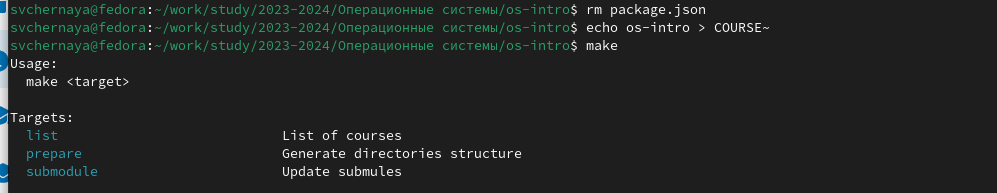 svchernaya@fedora:~/work/study/2023-2024/Операционные системы/os-intro$ rm package.json
svchernaya@fedora:~/work/study/2023-2024/Операционные системы/os-intro$ echo os-intro > COURSE~
svchernaya@fedora:~/work/study/2023-2024/Операционные системы/os-intro$ make
Usage:
  make <target>

Targets:
  list                            List of courses
  prepare                         Generate directories structure
  submodule                       Update submules